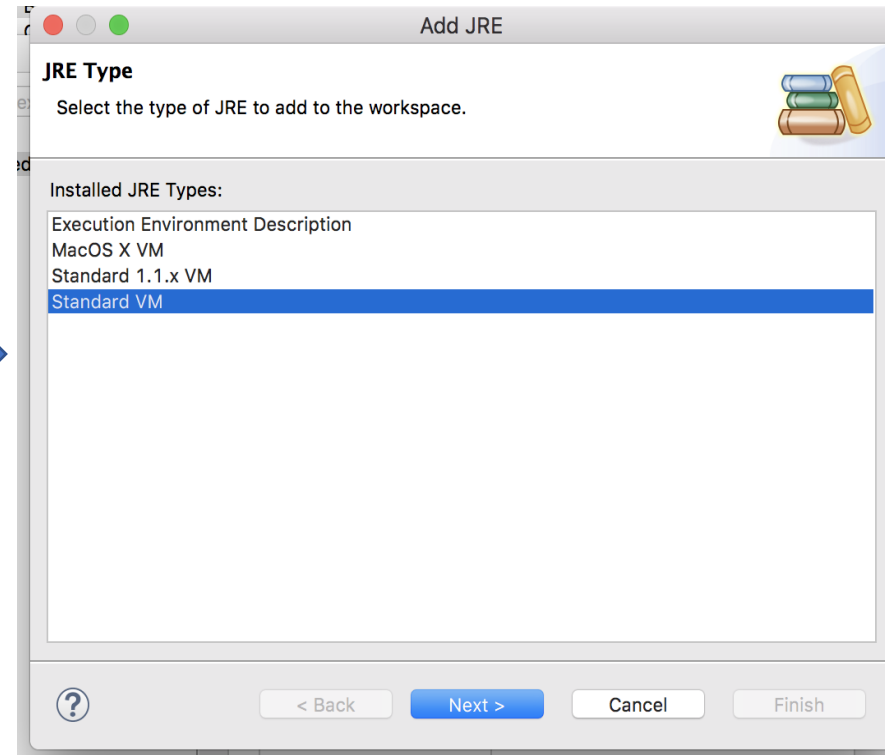 Add JRE
JRE Type
Select the type of JRE to add to the workspace.
Installed JRE Types:
Execution Environment Description
MacOS X VM
Standard 1.1.x VM
Standard VM
?
< Back
Next >
Cancel
Finish